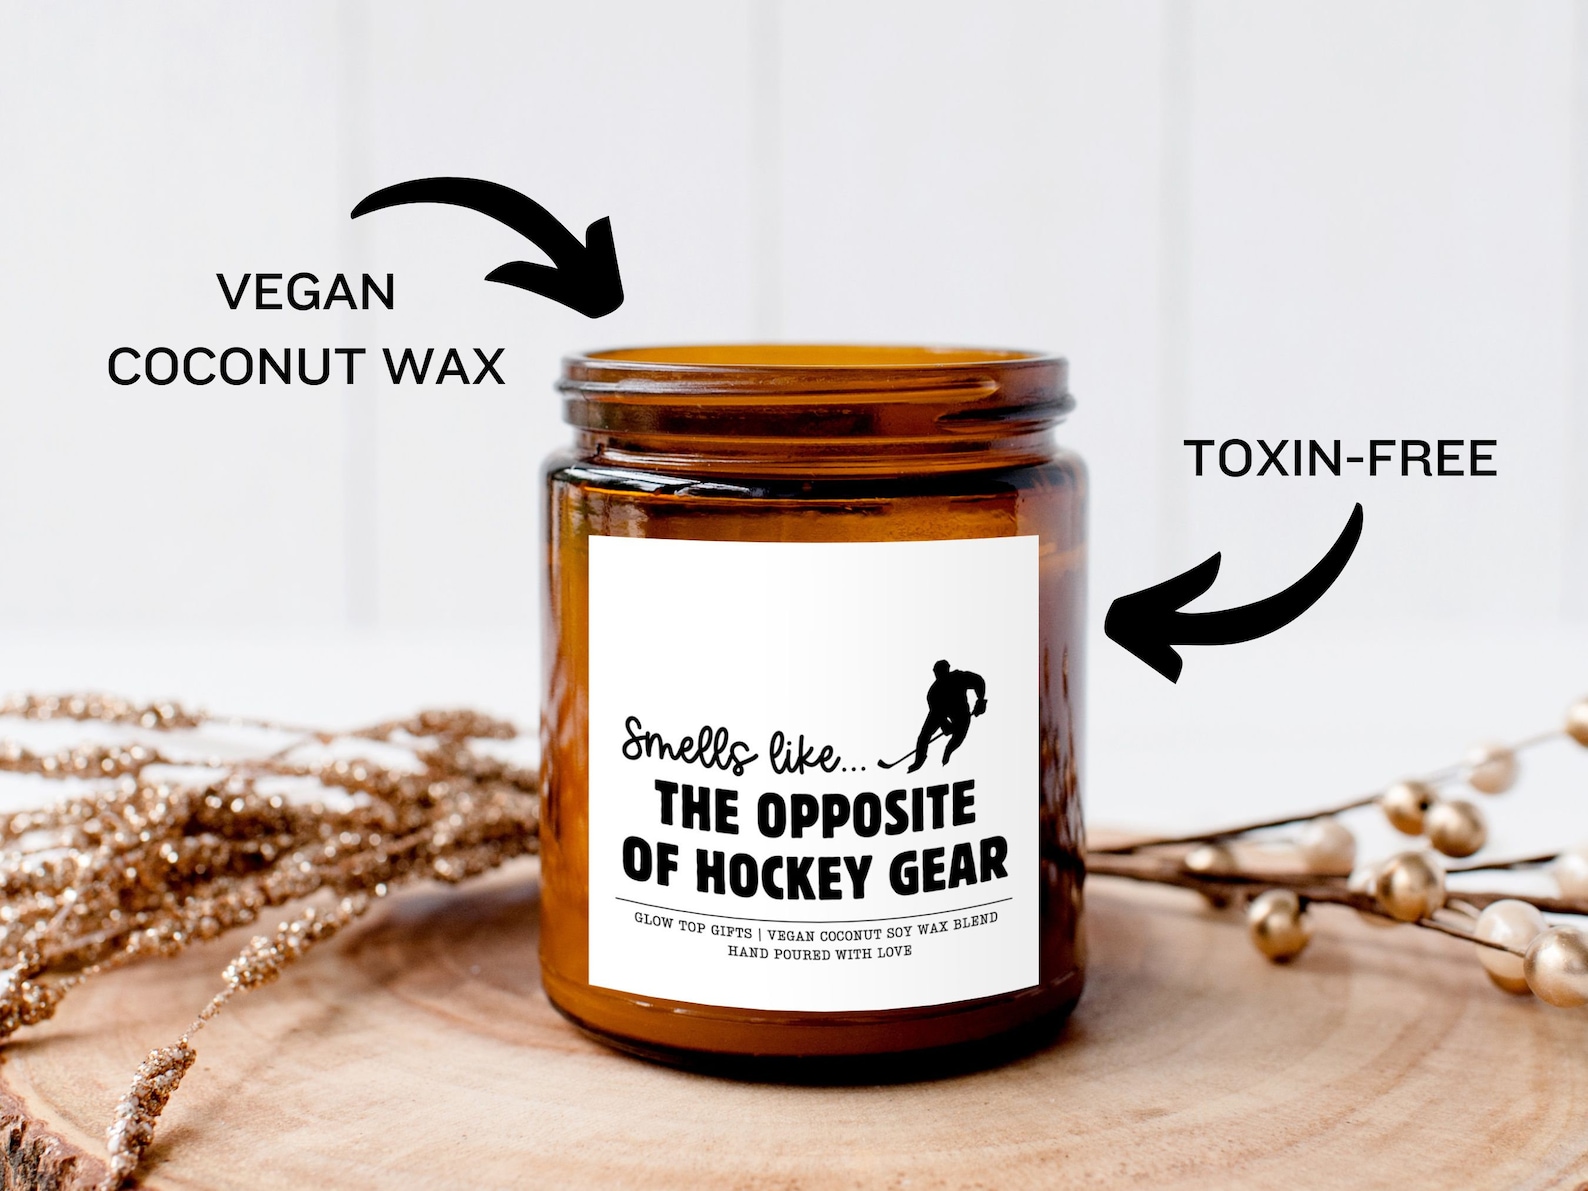 VEGAN
COCONUT WAX
TOXIN-FREE
Smells like...
THE OPPOSITE
OF HOCKEY GEAR
GLOW TOP GIFTS | VEGAN COCONUT SOY WAX BLEND
HAND POURED WITH LOVE